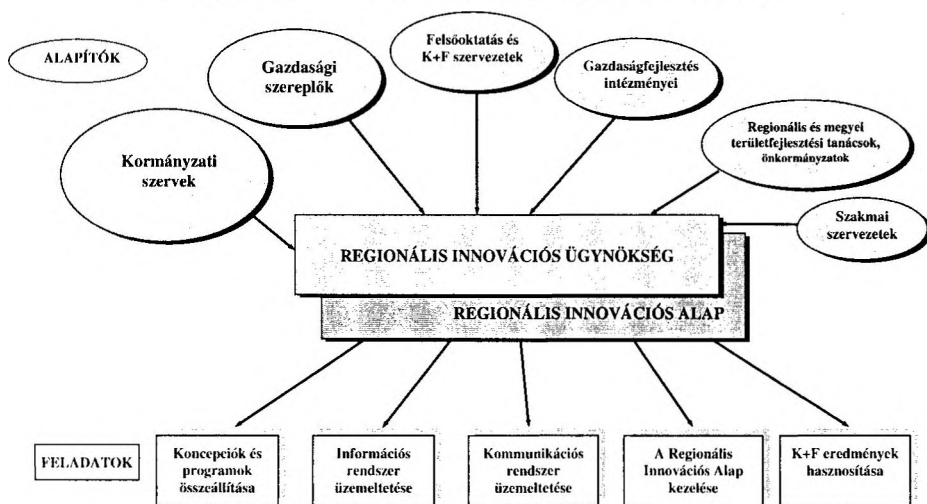 ALAPÍTÓK
Gazdasági
szereplők
Felsőoktatás és
K+F szervezetek
Gazdaságfejlesztés
intézményei
Kormányzati
szervek
Regionális és megyei
területfejlesztési tanácsok,
önkormányzatok
Szakmai
szervezetek
REGIONÁLIS INNOVÁCIÓS ÜGYNÖKSÉG
REGIONÁLIS INNOVÁCIÓS ALAP
FELADATOK
Koncepciók és
programok
összeállítása
Információs
rendszer
üzemeltetése
Kommunikációs
rendszer
üzemeltetése
A Regionális
Innovációs Alap
kezelése
K+F eredmények
hasznosítása